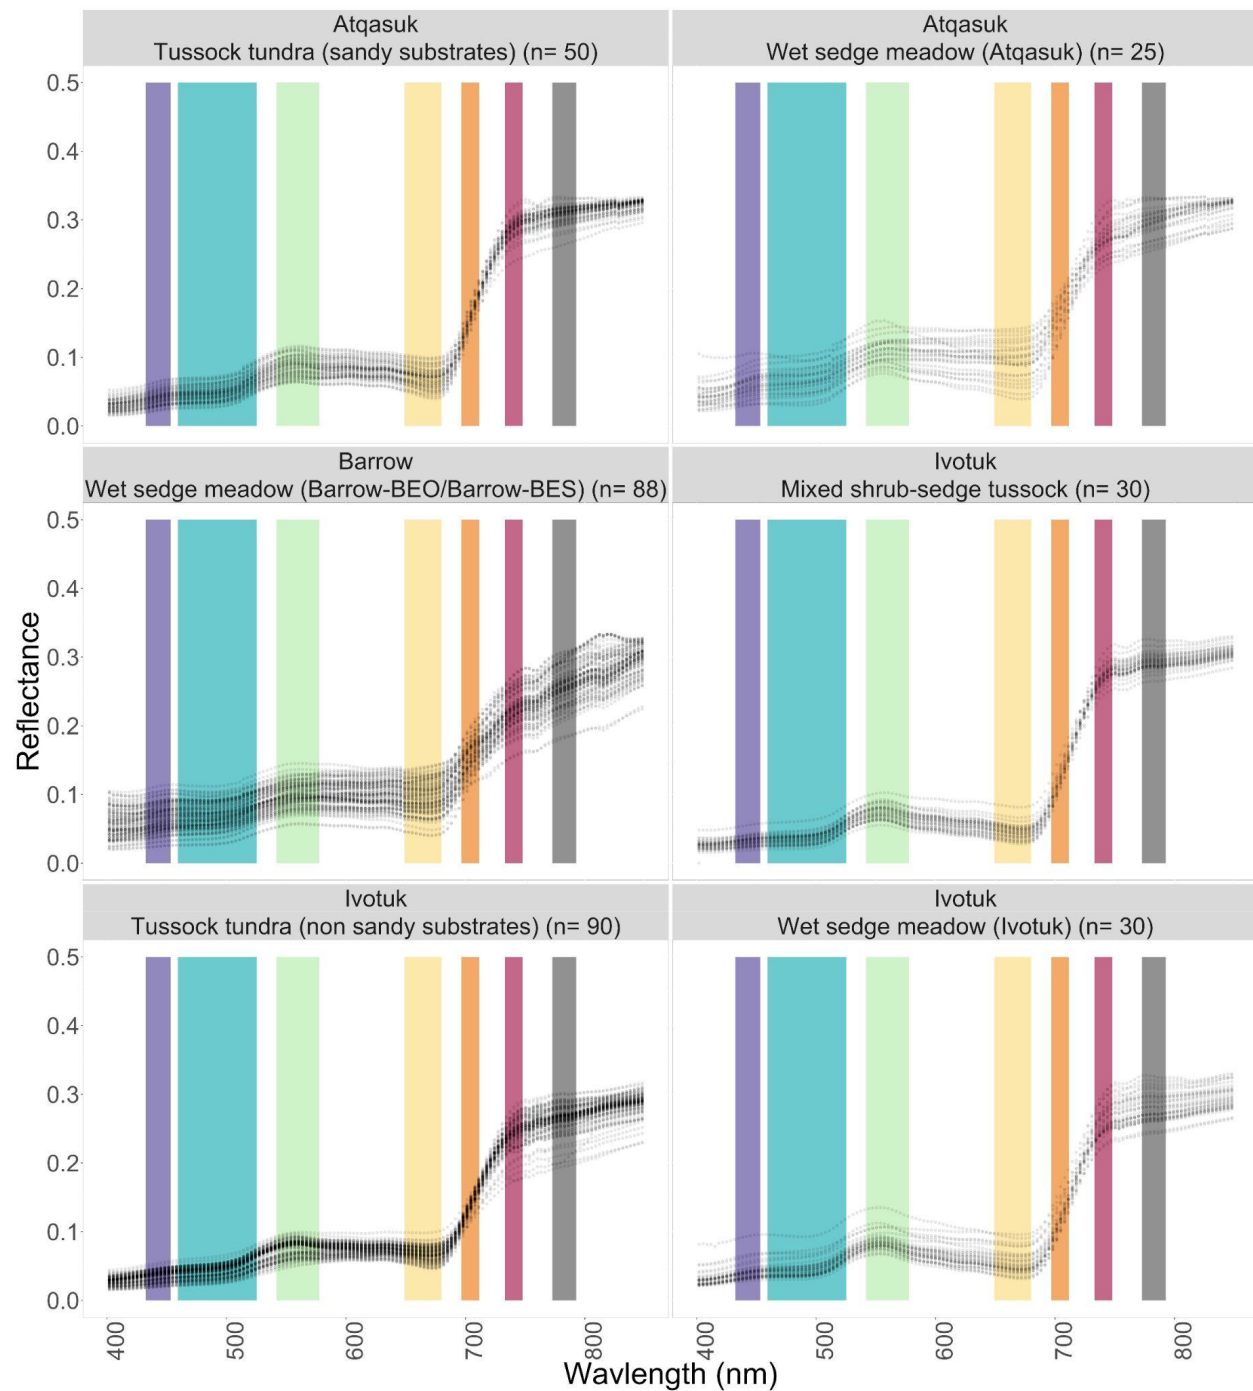 Atqasuk
Tussock tundra (sandy substrates) (n= 50)
Atqasuk
Wet sedge meadow (Atqasuk) (n= 25)
0.5
0.4
0.3
0.2
0.1
0.0
Barrow
Wet sedge meadow (Barrow-BEO/Barrow-BES) (n= 88)
Ivotuk
Mixed shrub-sedge tussock (n= 30)
0.5
0.4
0.3
0.2
0.1
0.0
Reflectance
Ivotuk
Tussock tundra (non sandy substrates) (n= 90)
Ivotuk
Wet sedge meadow (Ivotuk) (n= 30)
0.5
0.4
0.3
0.2
0.1
0.0
400
500
600
700
800
400
500
600
700
800
Wavlength (nm)